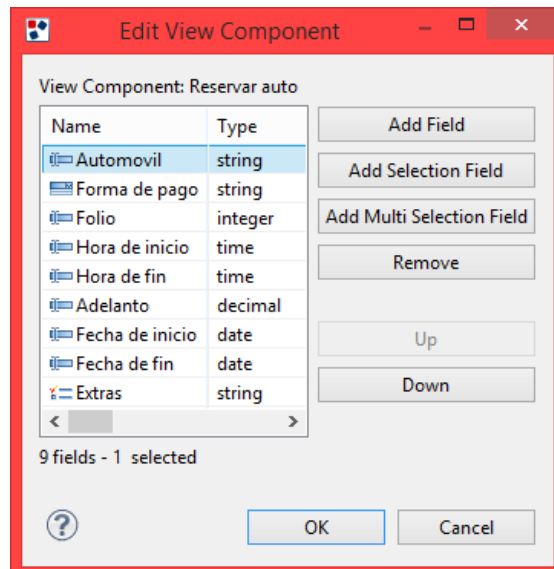 Edit View Component
View Component: Reservar auto
Name Type
Automovil string
Forma de pago string
Folio integer
Hora de inicio time
Hora de fin time
Adelanto decimal
Fecha de inicio date
Fecha de fin date
Extras string
9 fields - 1 selected
Add Field
Add Selection Field
Add Multi Selection Field
Remove
Up
Down
OK Cancel